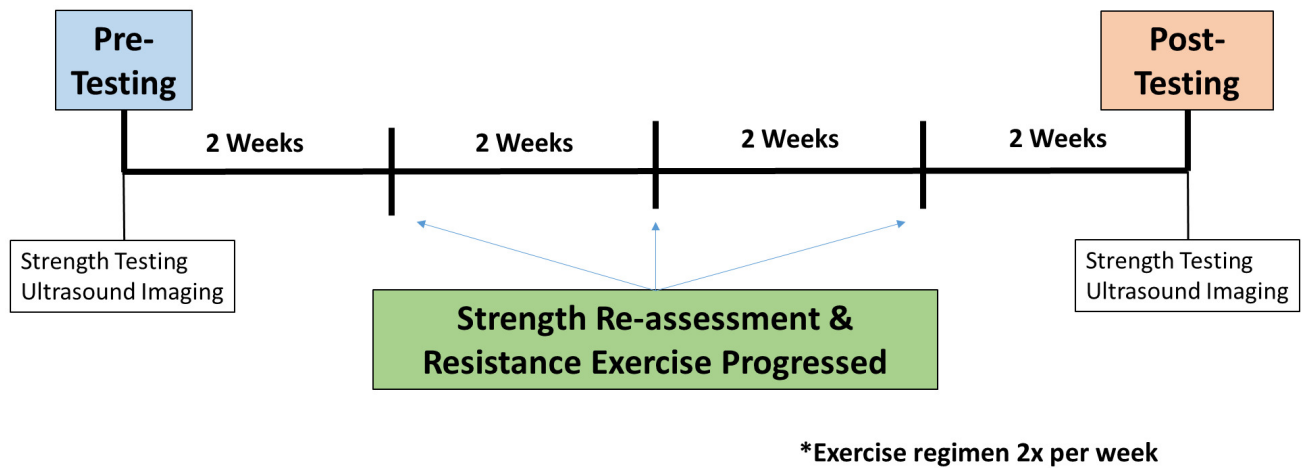 Pre-
Testing
Post-
Testing
2 Weeks
2 Weeks
2 Weeks
2 Weeks
Strength Testing
Ultrasound Imaging
Strength Testing
Ultrasound Imaging
Strength Re-assessment &
Resistance Exercise Progressed
*Exercise regimen 2x per week